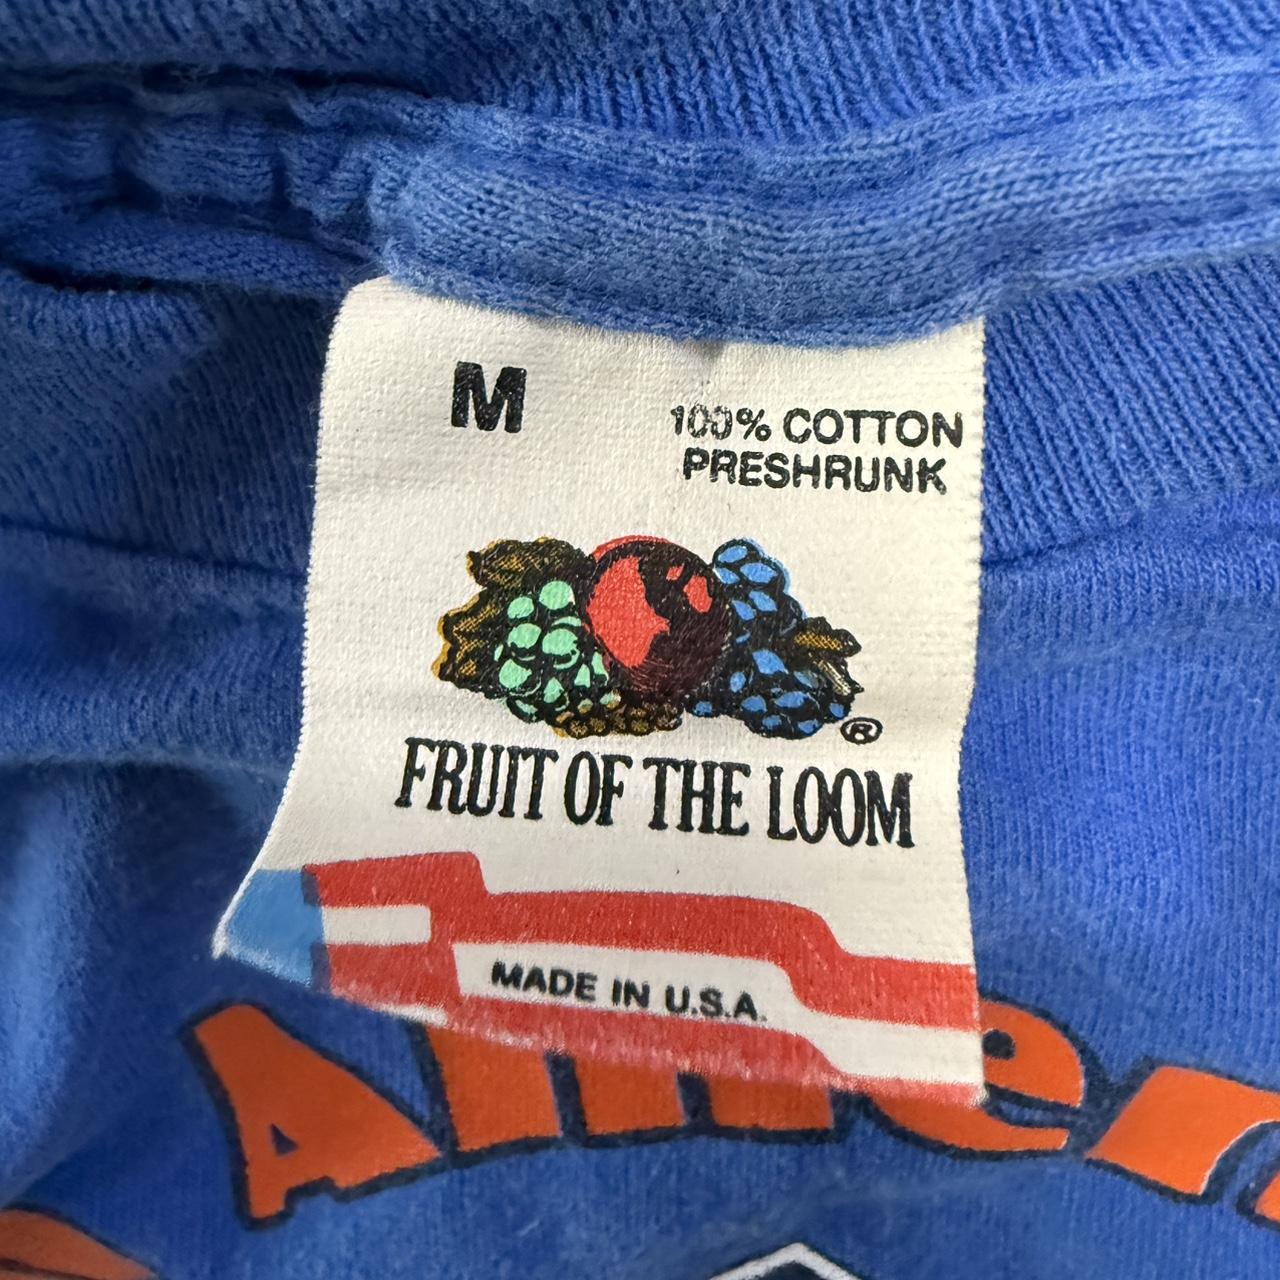 M
100% COTTON
PRESHRUNK
®
FRUIT OF THE LOOM
MADE IN U.S.A.